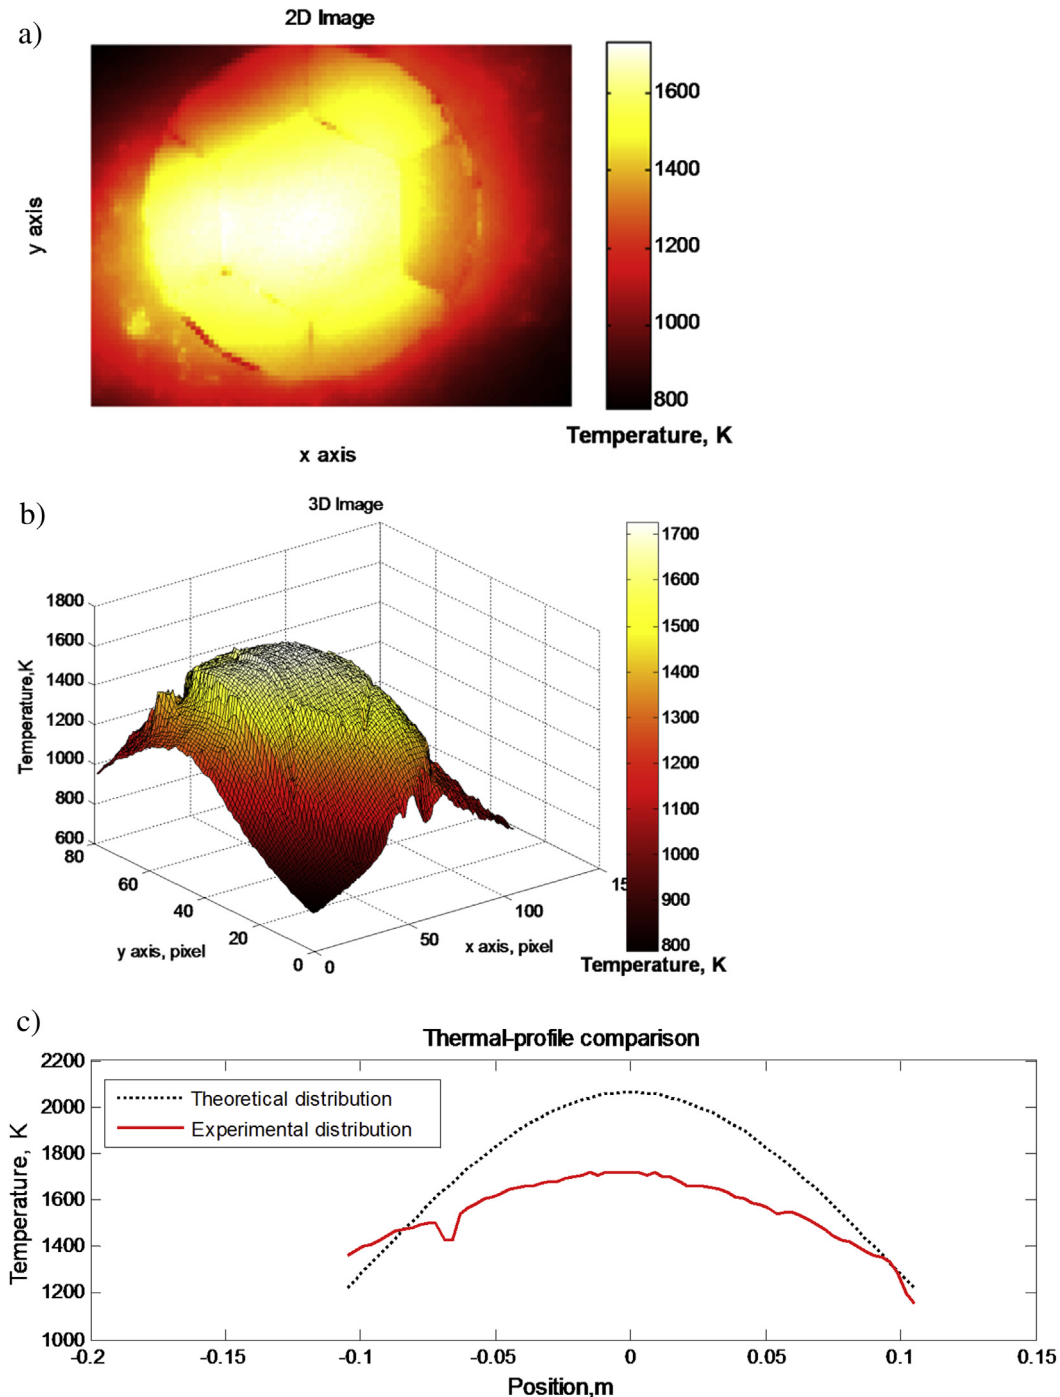 a)
2D Image
1600
1400
1200
1000
800
y axis
x axis
Temperature, K
b)
3D Image
1800
1600
1400
1200
1000
800
600
Temperature,K
80
60
40
20
0
y axis, pixel
0
50
100
15
x axis, pixel
1700
1600
1500
1400
1300
1200
1100
1000
900
800
Temperature, K
c)
Thermal-profile comparison
2200
2000
1800
1600
1400
1200
1000
Temperature, K
Theoretical distribution
Experimental distribution
-0.2 -0.15 -0.1 -0.05 0 0.05 0.1 0.15
Position,m